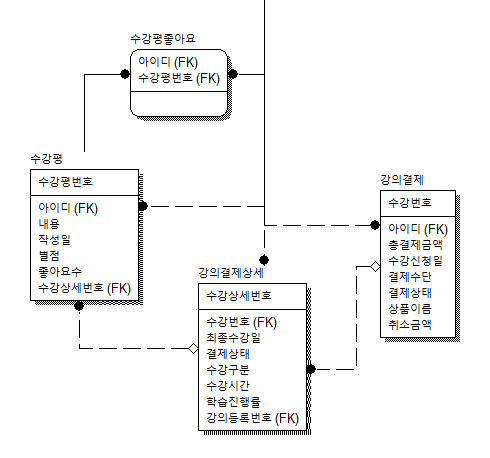 수강평좋아요
아이디 (FK)
수강평번호 (FK)
수강평
수강평번호
아이디 (FK)
내용
작성일
별점
좋아요수
수강상세번호 (FK)
강의결제
수강번호
아이디 (FK)
총결제금액
수강신청일
결제수단
결제상태
상품이름
취소금액
강의결제상세
수강상세번호
수강번호 (FK)
최종수강일
결제상태
수강구분
수강시간
학습진행률
강의등록번호 (FK)